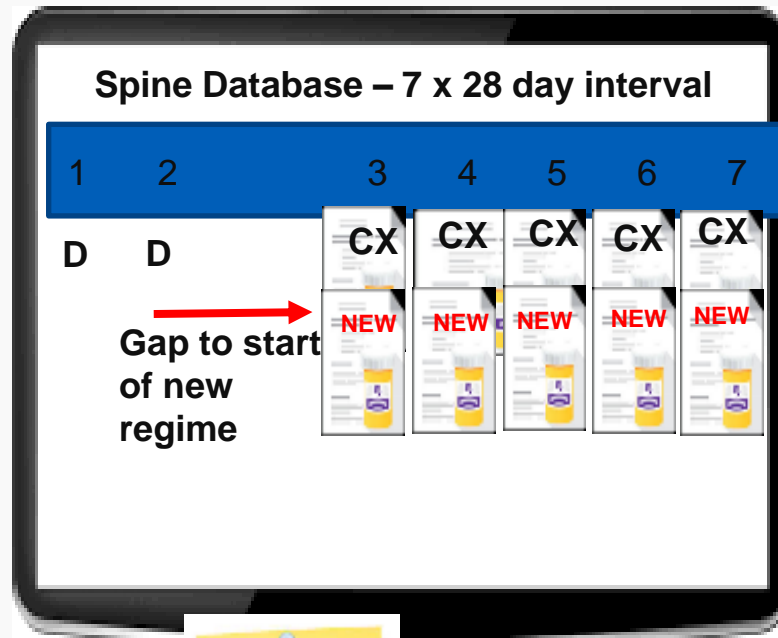 Spine Database – 7 x 28 day interval
1 2 3 4 5 6 7
D D CX CX CX CX CX
NEW NEW NEW NEW NEW
Gap to start
of new
regime